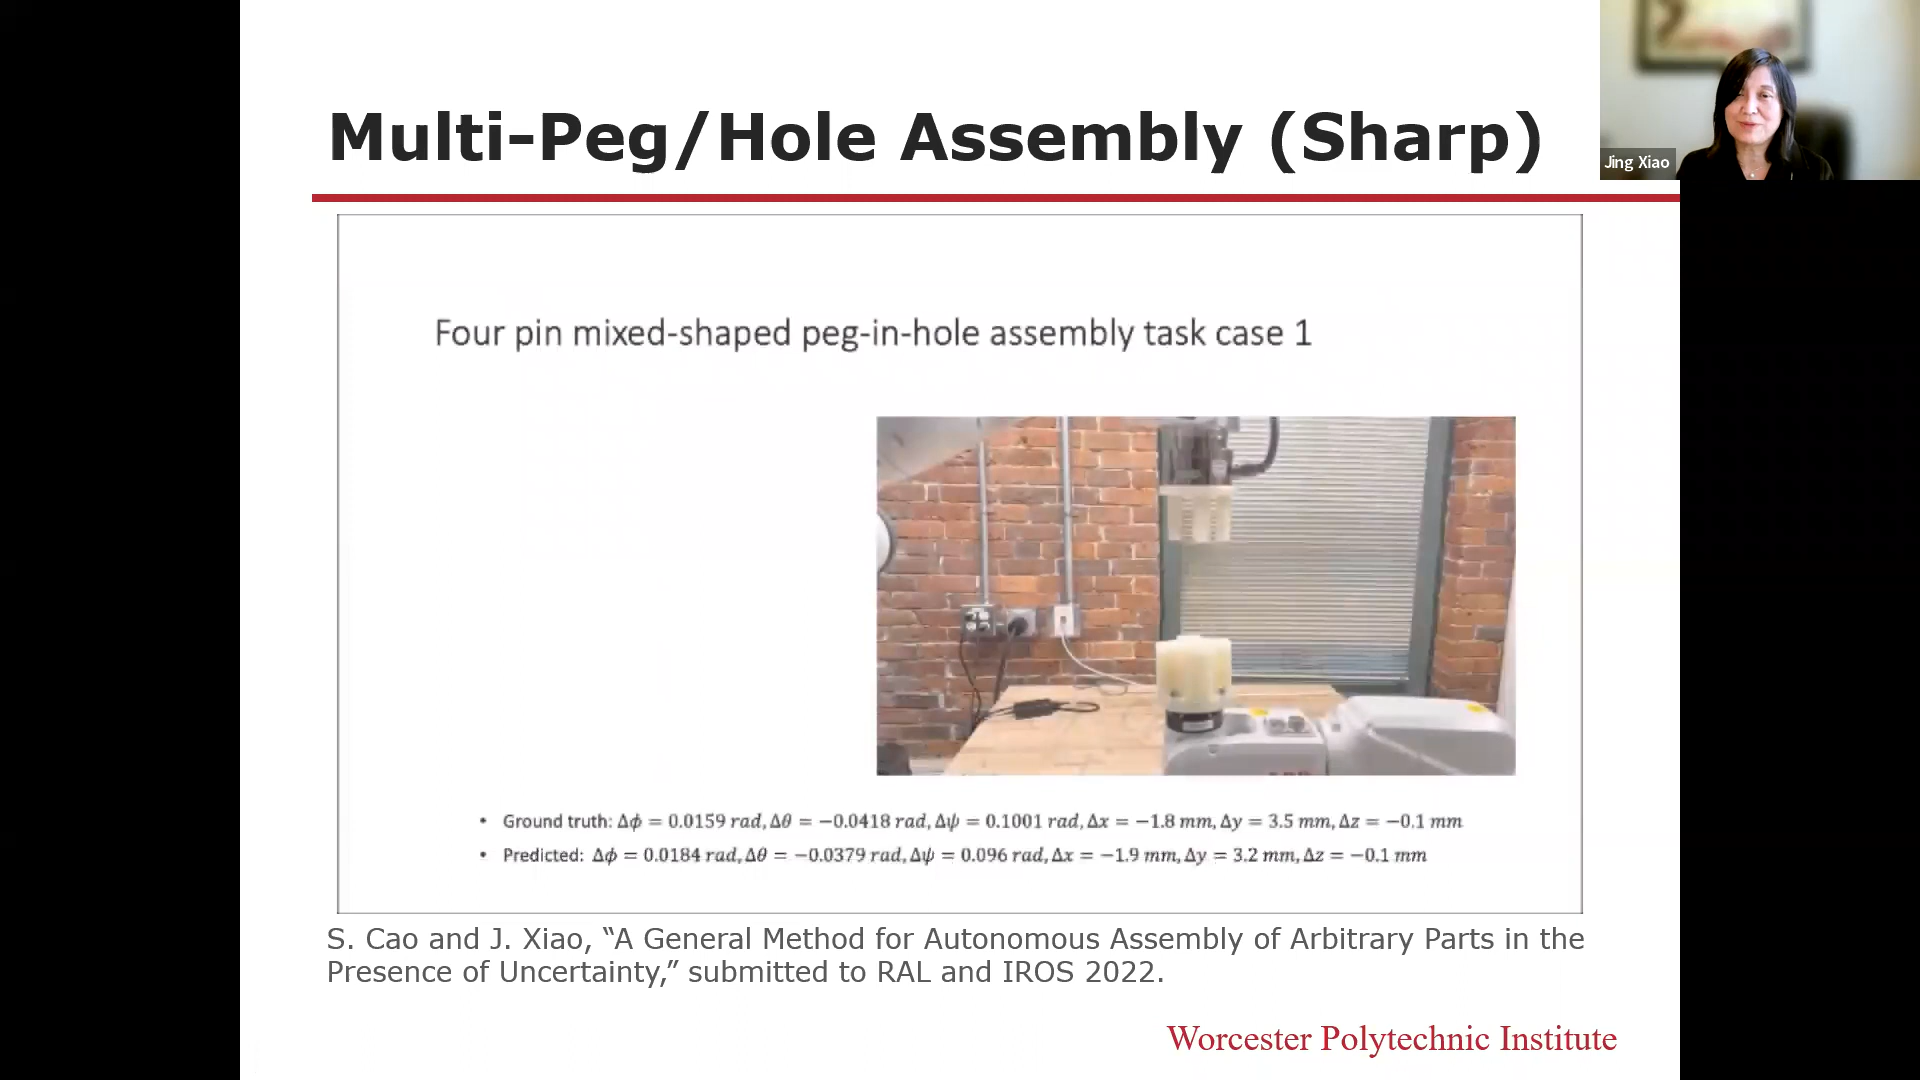 Multi-Peg/Hole Assembly (Sharp)
Jing Xiao
Four pin mixed-shaped peg-in-hole assembly task case 1
• Ground truth: Δϕ = 0.0159 rad, Δθ = −0.0418 rad, Δψ = 0.1001 rad, Δx = −1.8 mm, Δy = 3.5 mm, Δz = −0.1 mm
• Predicted: Δϕ = 0.0184 rad, Δθ = −0.0379 rad, Δψ = 0.096 rad, Δx = −1.9 mm, Δy = 3.2 mm, Δz = −0.1 mm
S. Cao and J. Xiao, “A General Method for Autonomous Assembly of Arbitrary Parts in the
Presence of Uncertainty,” submitted to RAL and IROS 2022.
Worcester Polytechnic Institute